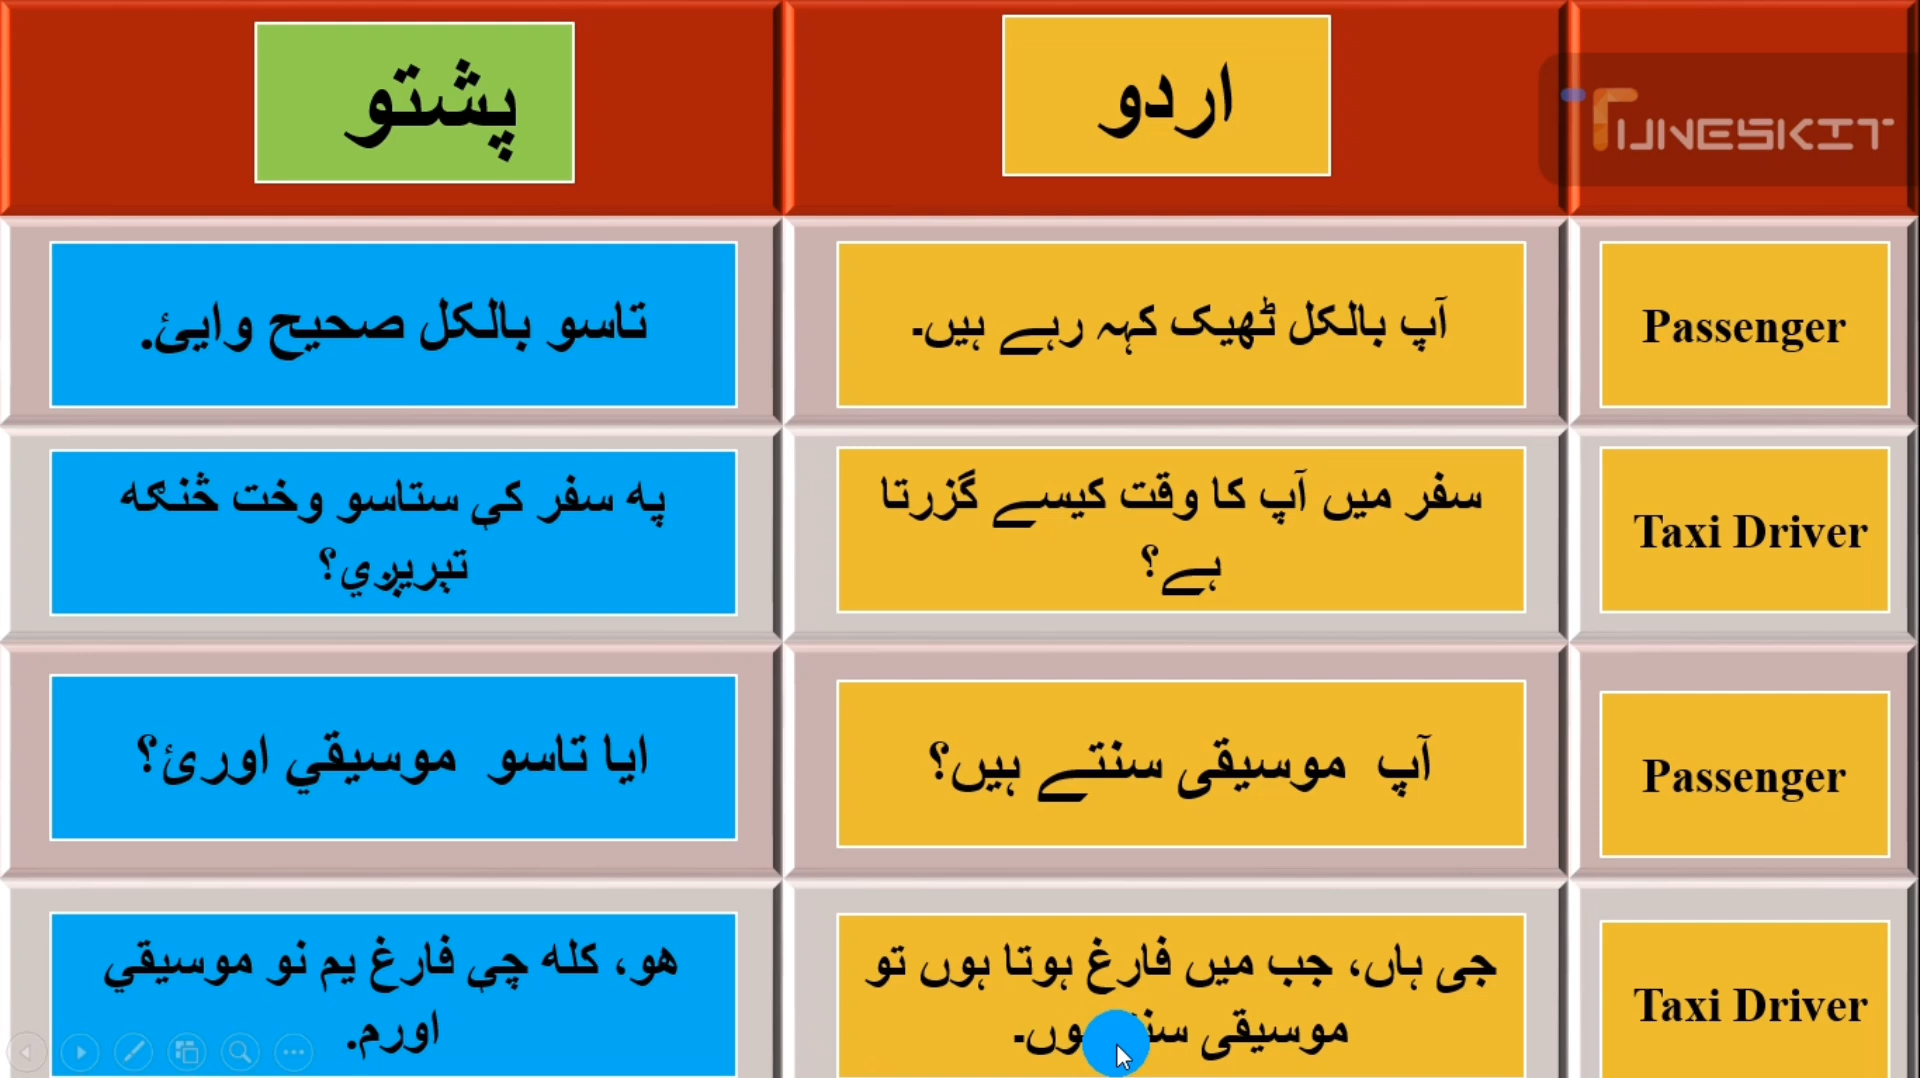 پشتو
اردو
TUNESKIT
تاسو بالکل صحیح وایئ.
آپ بالکل ٹھیک کہہ رہے ہیں۔
Passenger
په سفر کې ستاسو وخت څنګه
تېریږي؟
سفر میں آپ کا وقت کیسے گزرتا
ہے؟
Taxi Driver
ایا تاسو موسیقي اورئ؟
آپ موسیقی سنتے ہیں؟
Passenger
هو، کله چې فارغ یم نو موسیقي
اورم.
جی ہاں، جب میں فارغ ہوتا ہوں تو
موسیقی
Taxi Driver